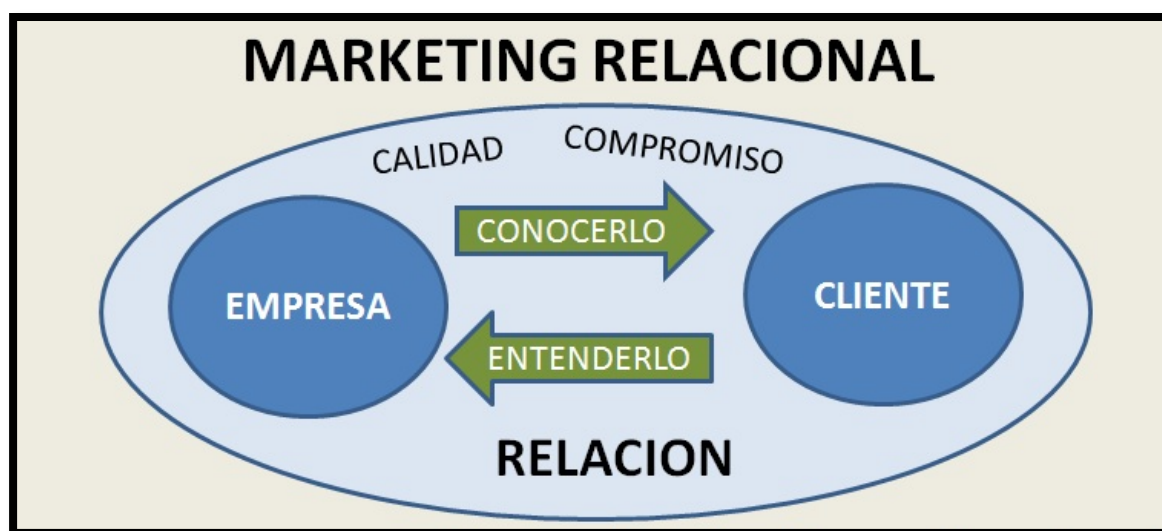 MARKETING RELACIONAL
CALIDAD COMPROMISO
CONOCERLO
EMPRESA CLIENTE
ENTENDERLO
RELACION